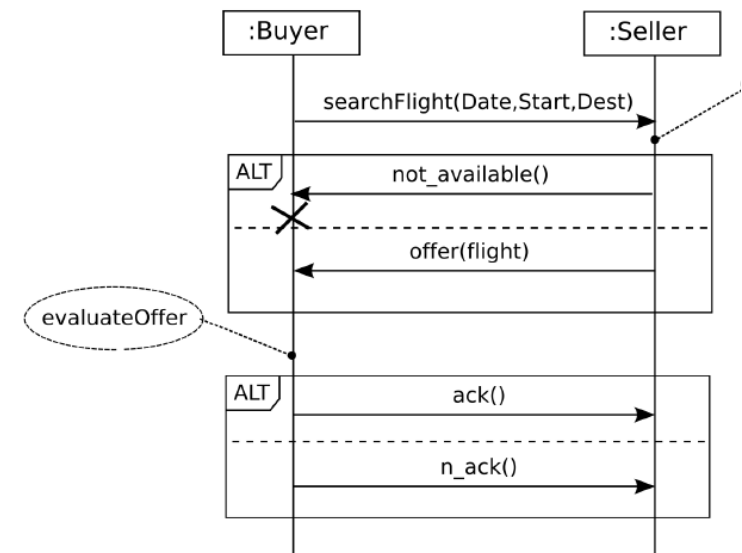 :Buyer
:Seller
searchFlight(Date,Start,Dest)
ALT
not_available()
offer(flight)
evaluateOffer
ALT
ack()
n_ack()